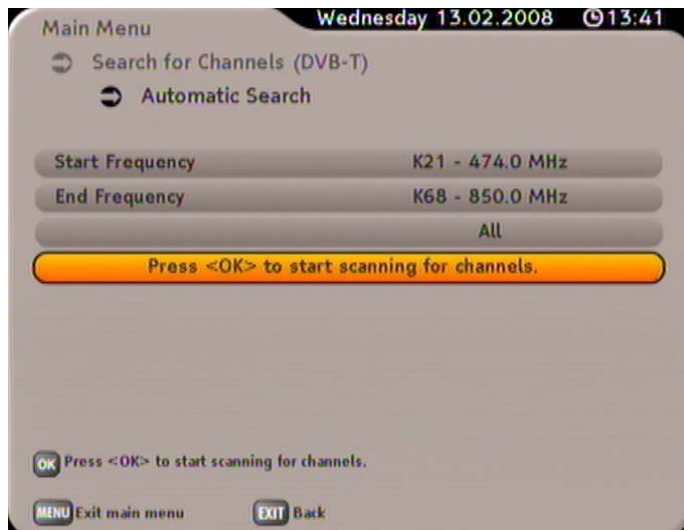 Main Menu
Wednesday 13.02.2008 13:41
Search for Channels (DVB-T)
Automatic Search
Start Frequency K21 - 474.0 MHz
End Frequency K68 - 850.0 MHz
All
Press <OK> to start scanning for channels.
OK Press <OK> to start scanning for channels.
MENU Exit main menu EXIT Back